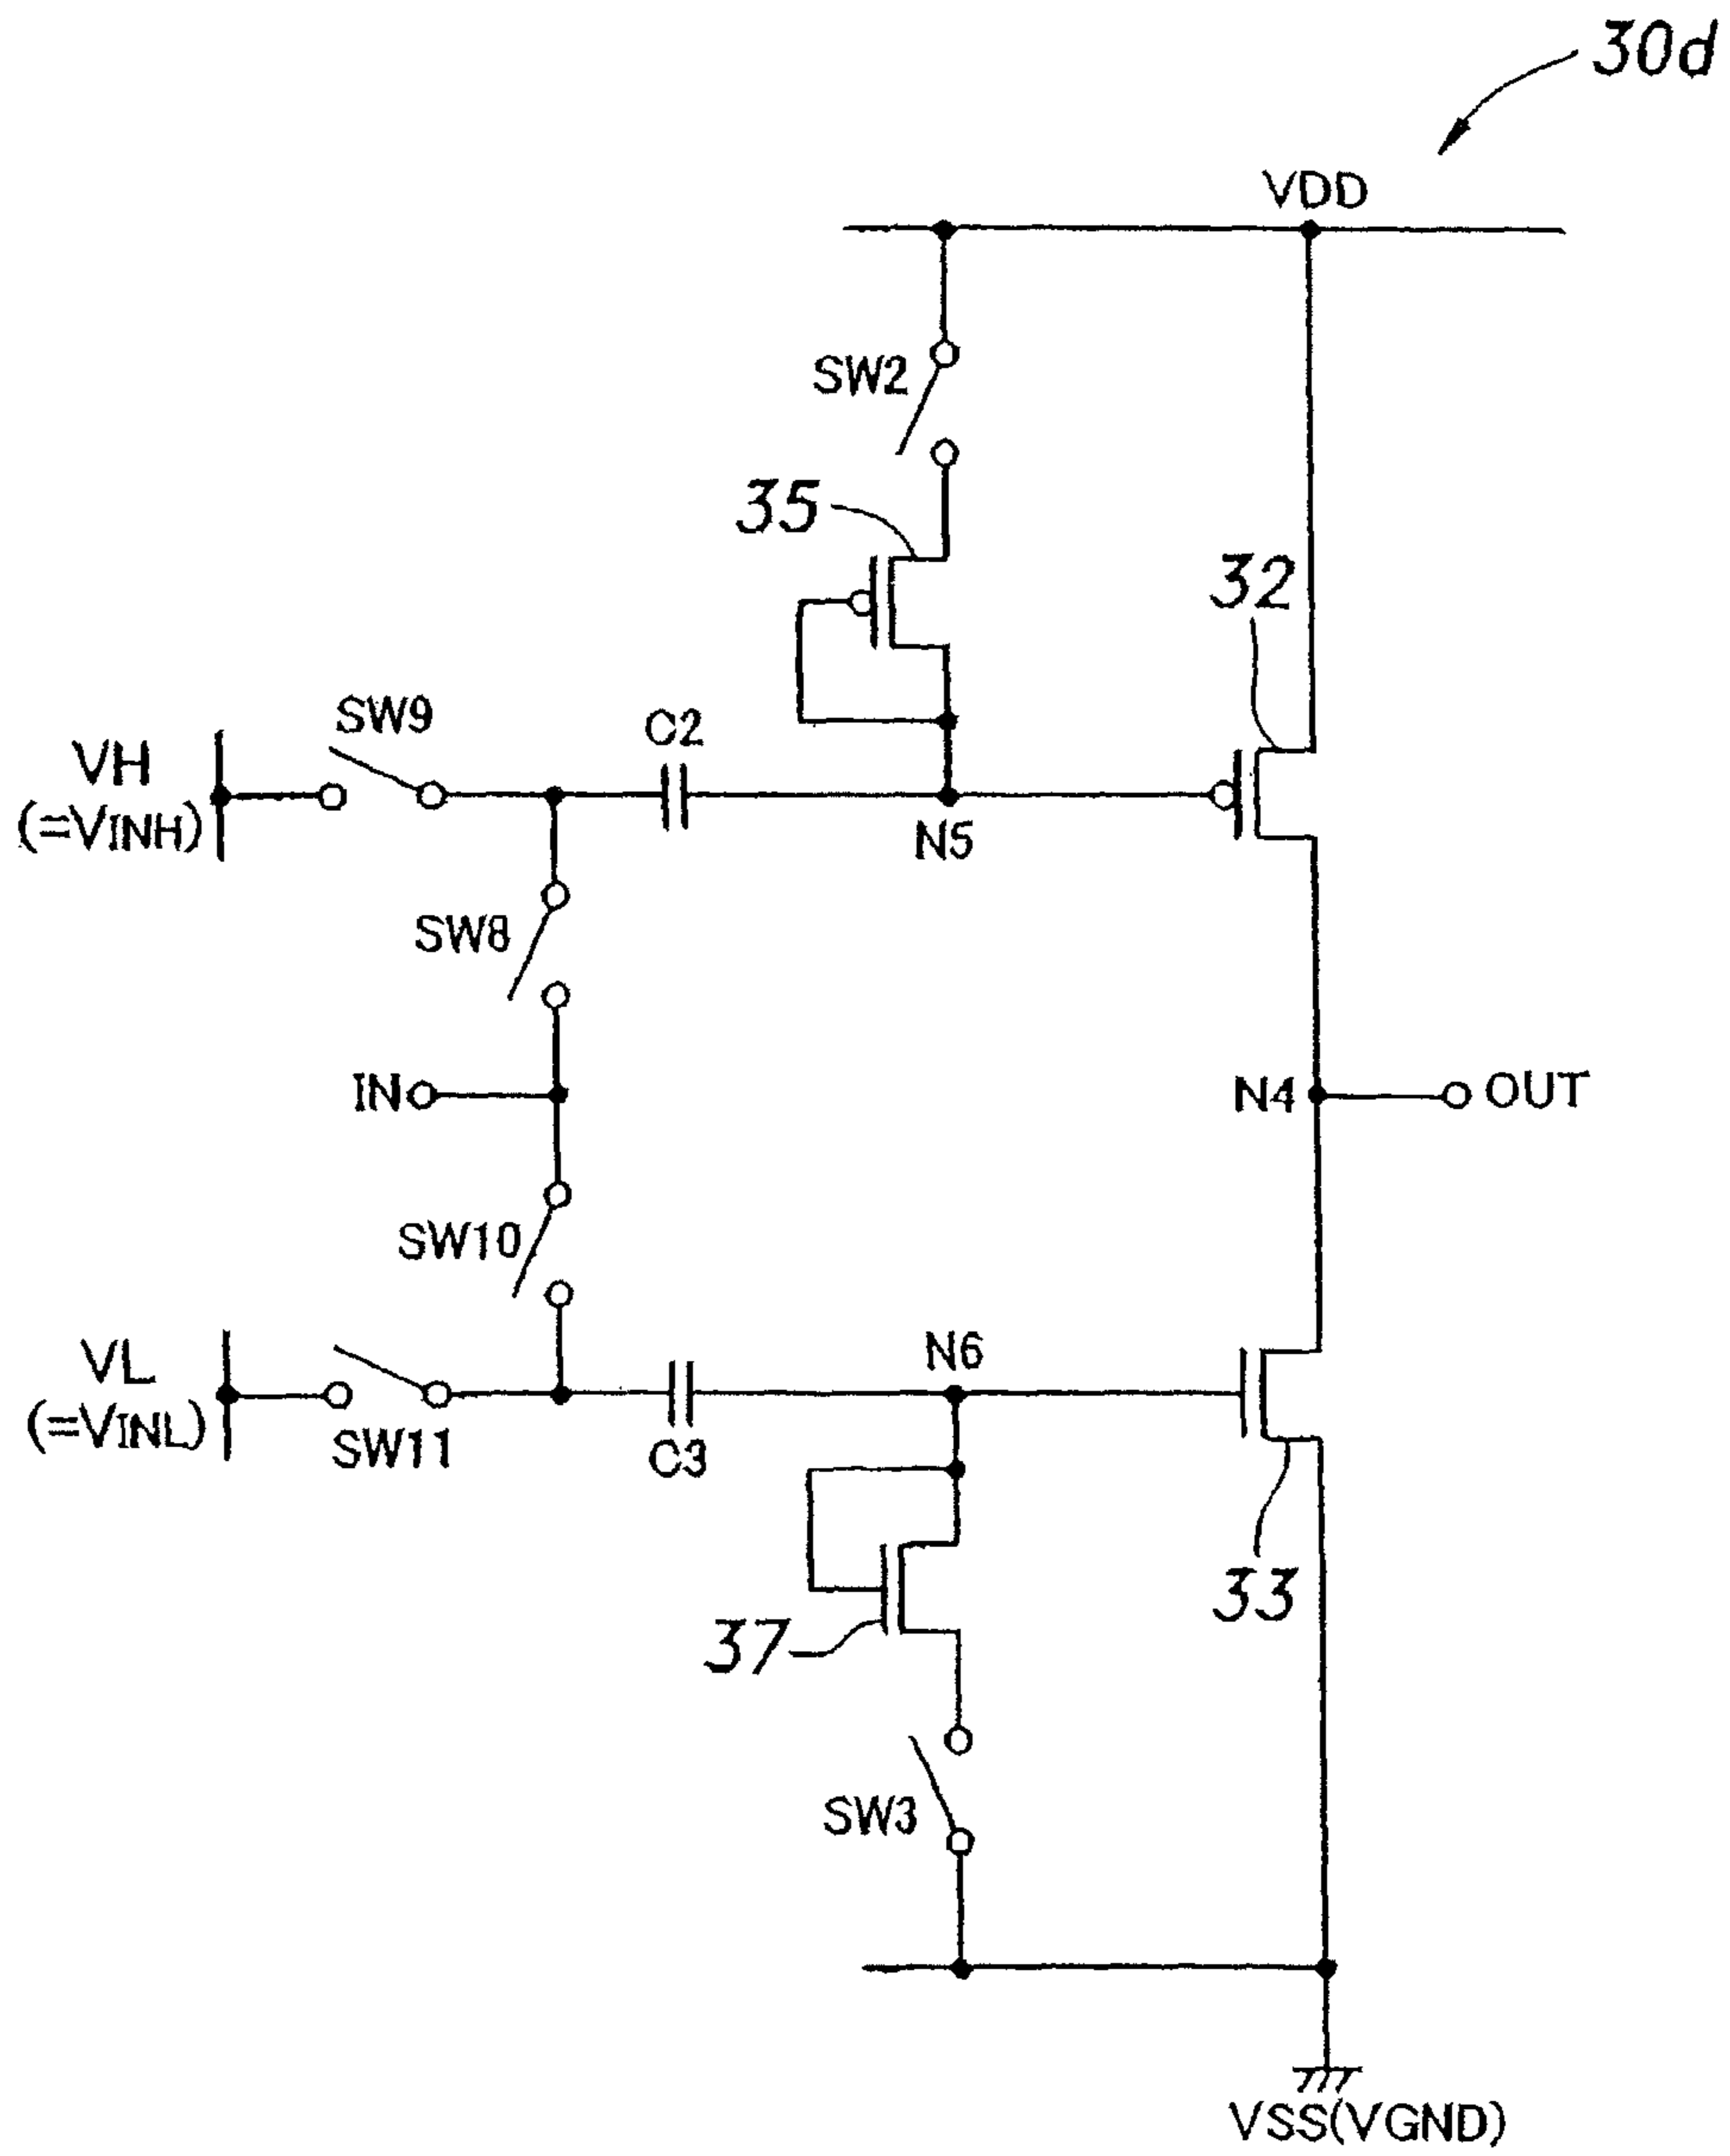 30d
VDD
SW2
35
32
SW9
C2
VH
(=VINH)
N5
SW8
IN
N4
OUT
SW10
N6
VL
(=VINL)
SW11
C3
33
37
SW3
VSS(VGND)